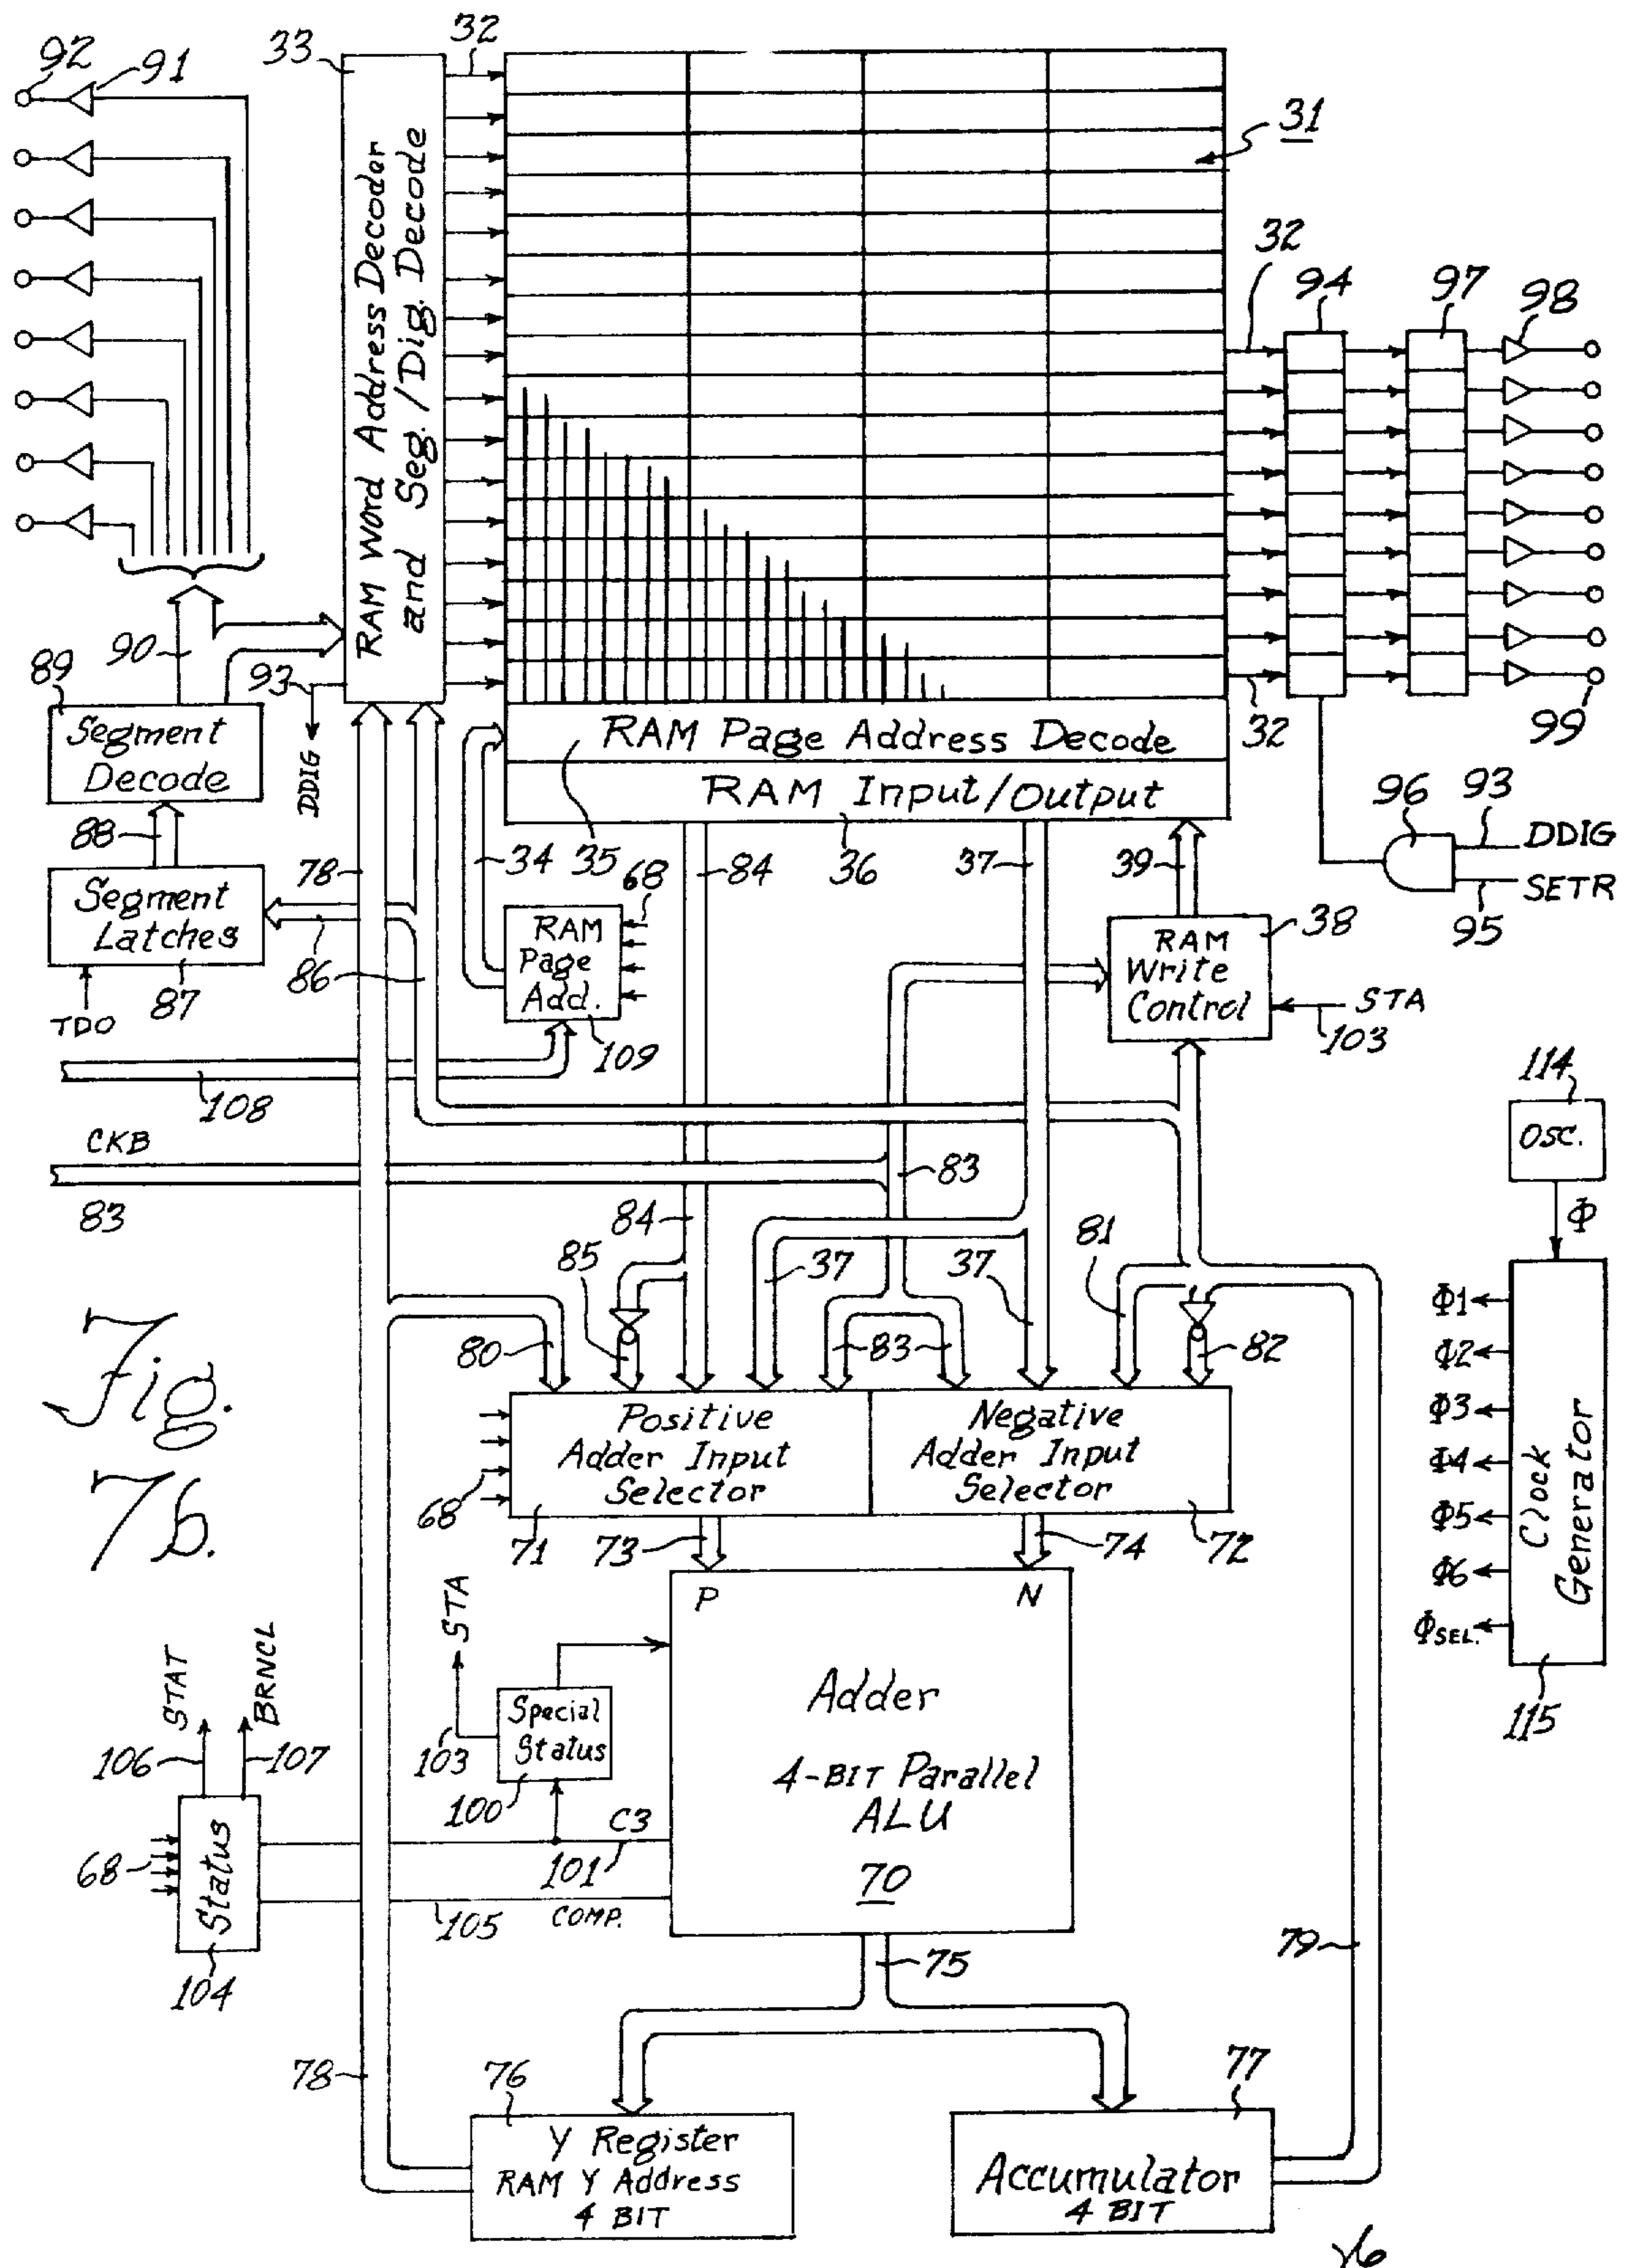 92
91
33
32
31
RAM Word Address Decoder
and Seg./Dig. Decode
32
94
97
98
90
93
89
Segment
Decode
DDIG
RAM Page Address Decode
RAM Input/Output
32
99
96
93
DDIG
SETR
95
88
78
34
35
84
36
37
39
68
Segment
Latches
86
87
TDO
RAM
Page
Add.
109
38
RAM
Write
Control
STA
103
108
CKB
83
83
114
OSC.
Φ
84
85
37
37
81
80
83
82
Fig.
7b.
Φ1
Φ2
Φ3
Φ4
Φ5
Φ6
ΦSEL.
Clock
Generator
115
Positive
Adder Input
Selector
Negative
Adder Input
Selector
68
71
73
74
72
P
N
STA
STAT
BRNCL
Adder
4-BIT Parallel
ALU
70
Special
Status
103
100
106
107
C3
101
68
Status
105
COMP.
104
75
79
78
76
77
Y Register
RAM Y Address
4 BIT
Accumulator
4 BIT